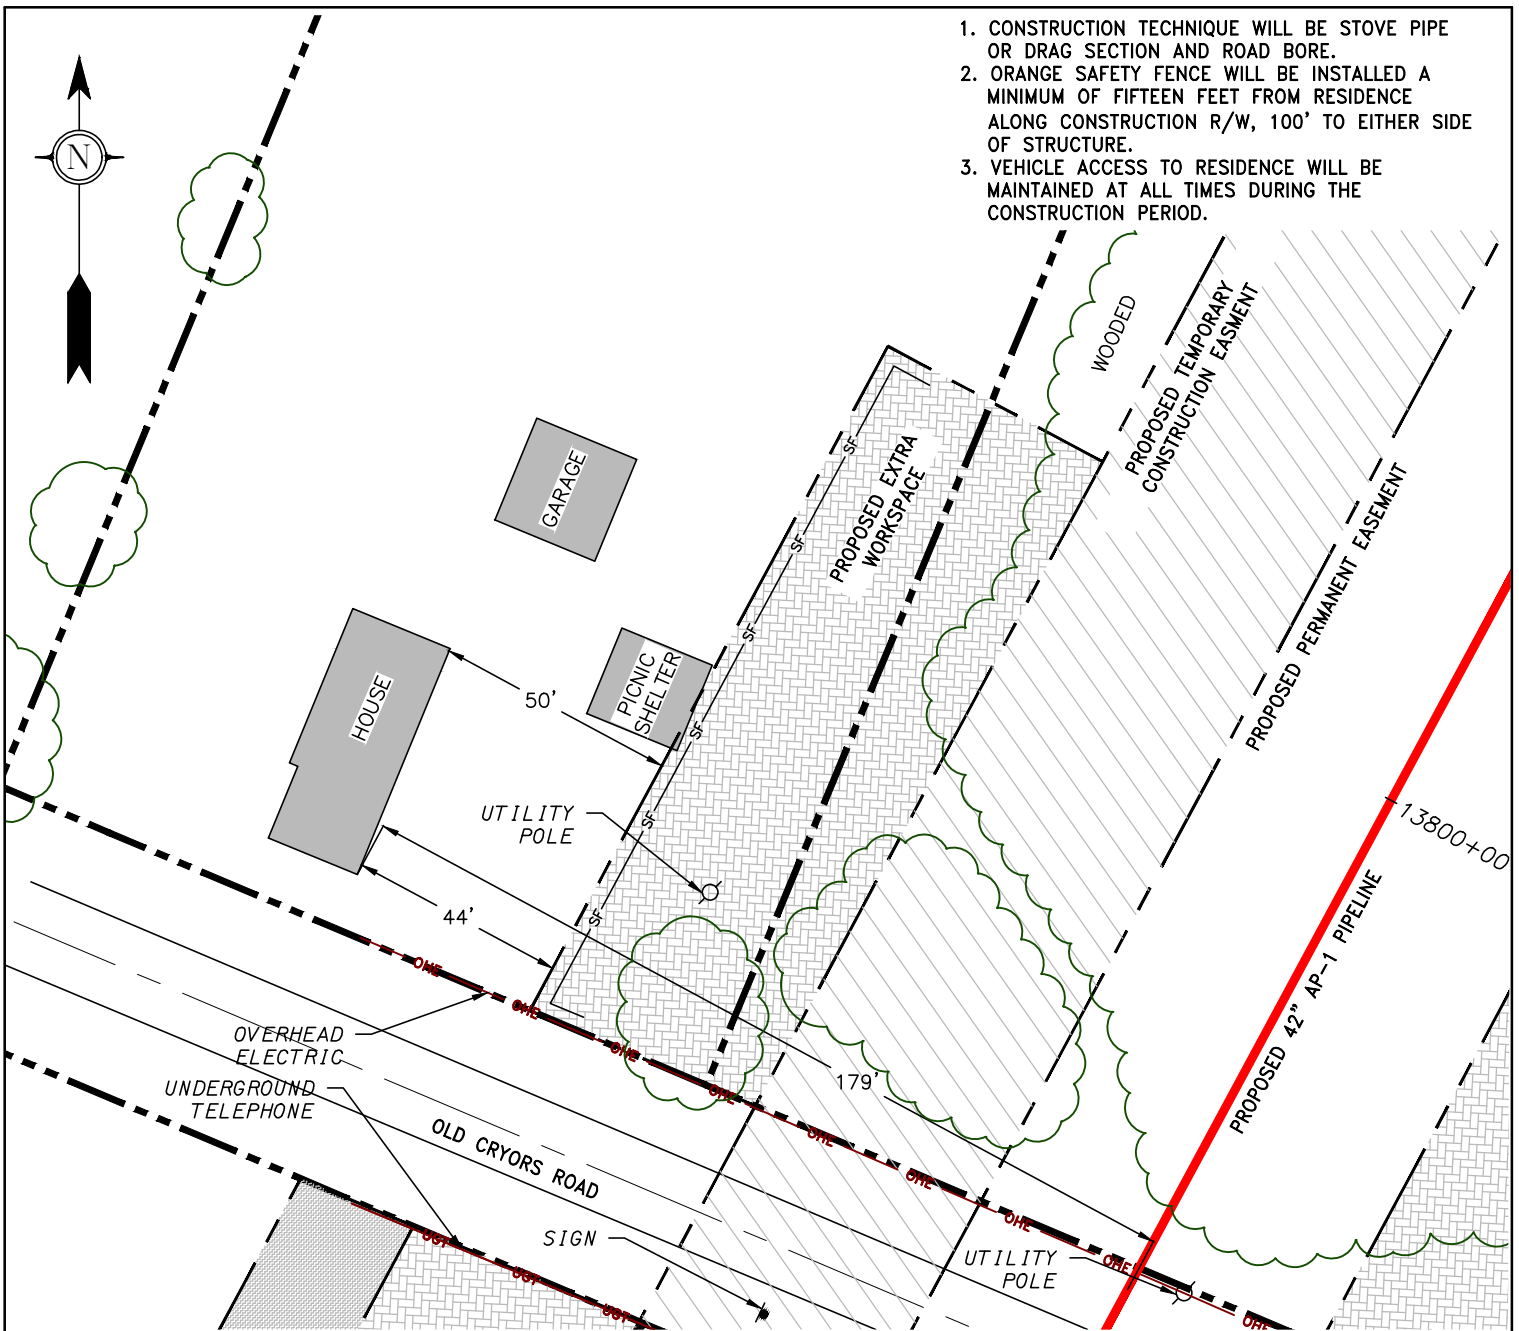 1. CONSTRUCTION TECHNIQUE WILL BE STOVE PIPE
OR DRAG SECTION AND ROAD BORE.
2. ORANGE SAFETY FENCE WILL BE INSTALLED A
MINIMUM OF FIFTEEN FEET FROM RESIDENCE
ALONG CONSTRUCTION R/W, 100' TO EITHER SIDE
OF STRUCTURE.
3. VEHICLE ACCESS TO RESIDENCE WILL BE
MAINTAINED AT ALL TIMES DURING THE
CONSTRUCTION PERIOD.
N
WOODED
PROPOSED TEMPORARY
CONSTRUCTION EASMENT
GARAGE
SF
PROPOSED EXTRA
WORKSPACE
SF
PROPOSED PERMANENT EASEMENT
SF
HOUSE
PICNIC
SHELTER
50'
SF
UTILITY
POLE
SF
13800+00
44'
SF
PROPOSED 42" AP-1 PIPELINE
OHE
OHE
OVERHEAD
ELECTRIC
OHE
179'
UNDERGROUND
TELEPHONE
OHE
OHE
OLD CRYORS ROAD
OHE
OHE
SIGN
UGT
UTILITY
POLE
OHE
UGT
UGT
OHE